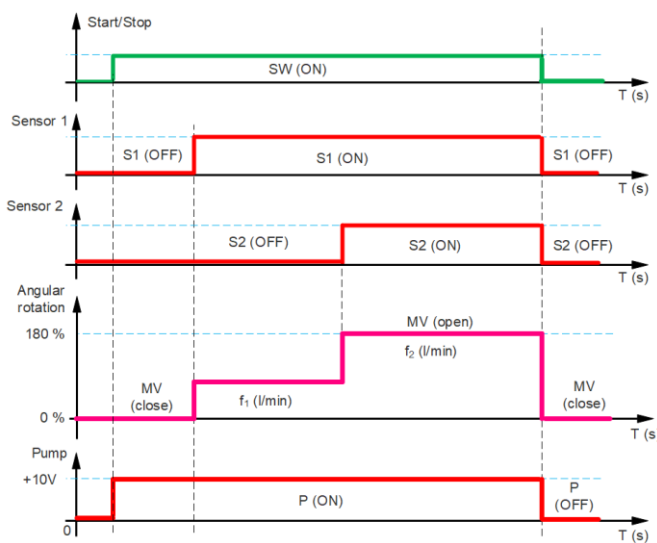 Start/Stop
SW (ON)
T (s)
Sensor 1
S1 (OFF)
S1 (ON)
S1 (OFF)
T (s)
Sensor 2
S2 (OFF)
S2 (ON)
S2 (OFF)
T (s)
Angular
rotation
180 %
MV (open)
f₂ (l/min)
MV
(close)
f₁ (l/min)
MV
(close)
0 %
T (s
Pump
+10V
P (ON)
P
(OFF)
0
T (s)